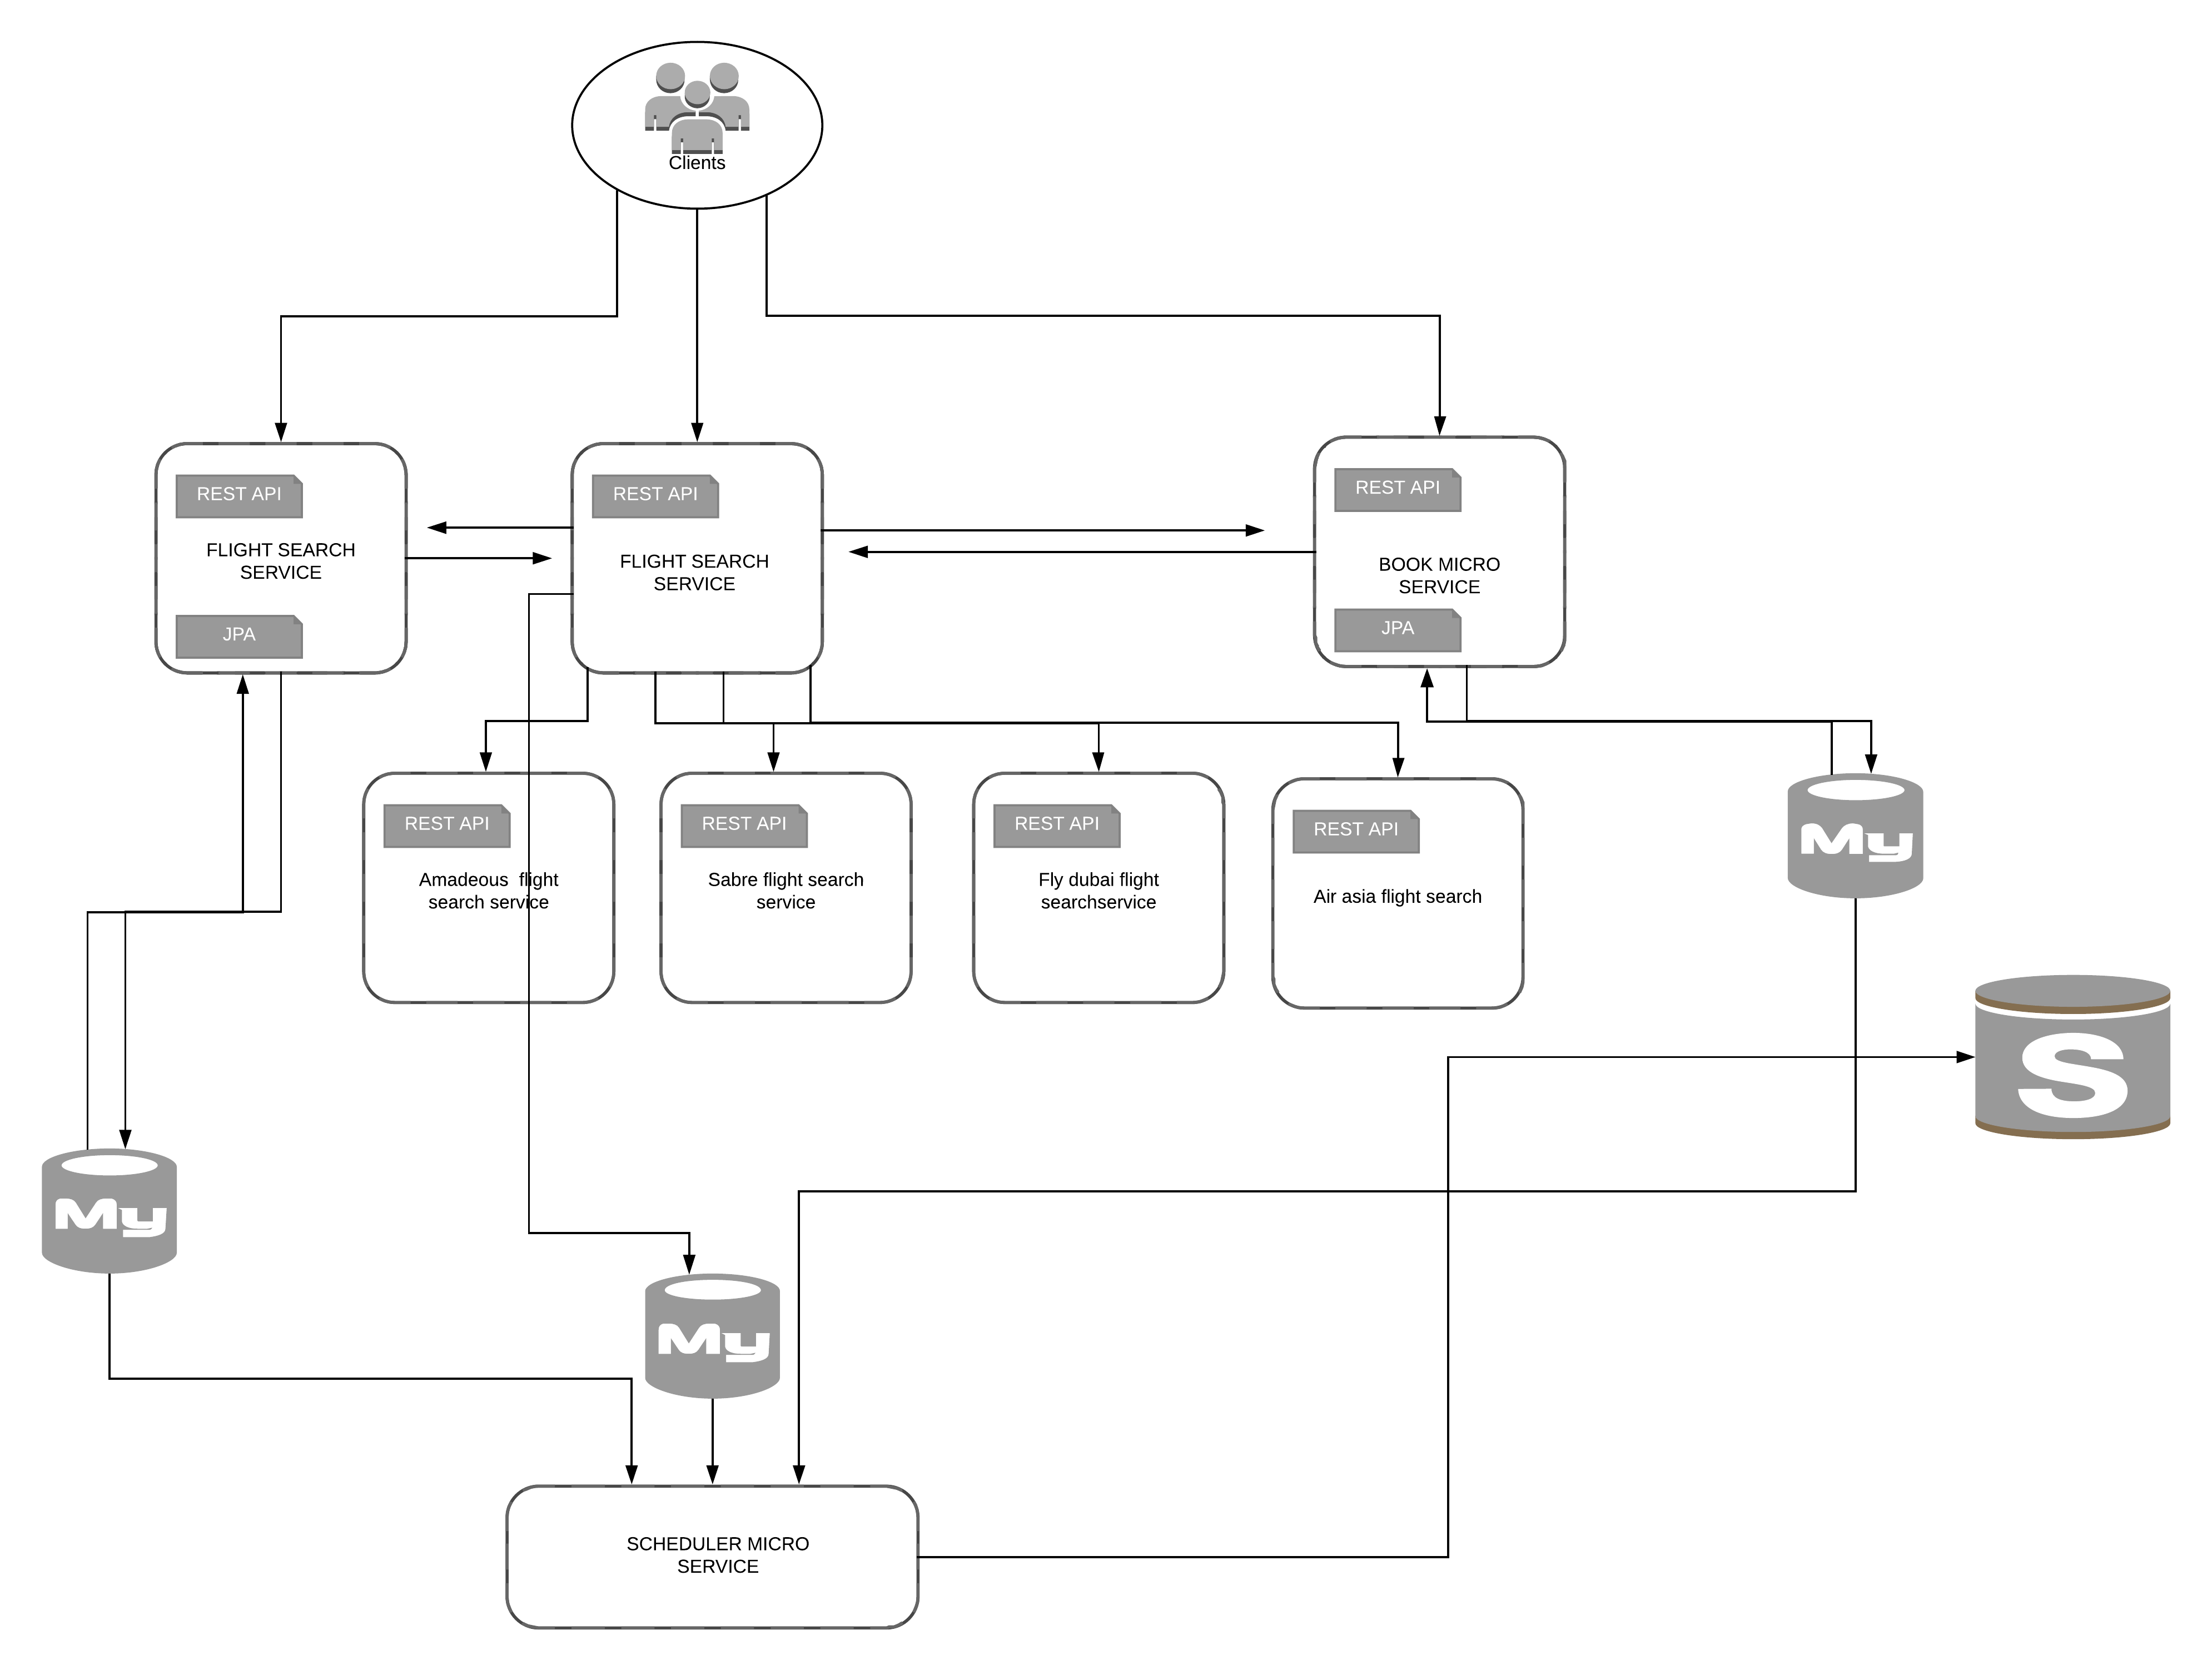 Clients
REST API
FLIGHT SEARCH
SERVICE
JPA
REST API
FLIGHT SEARCH
SERVICE
REST API
BOOK MICRO
SERVICE
JPA
REST API
Amadeous  flight
search service
REST API
Sabre flight search
service
REST API
Fly dubai flight
searchservice
REST API
Air asia flight search
My
S
My
My
SCHEDULER MICRO
SERVICE